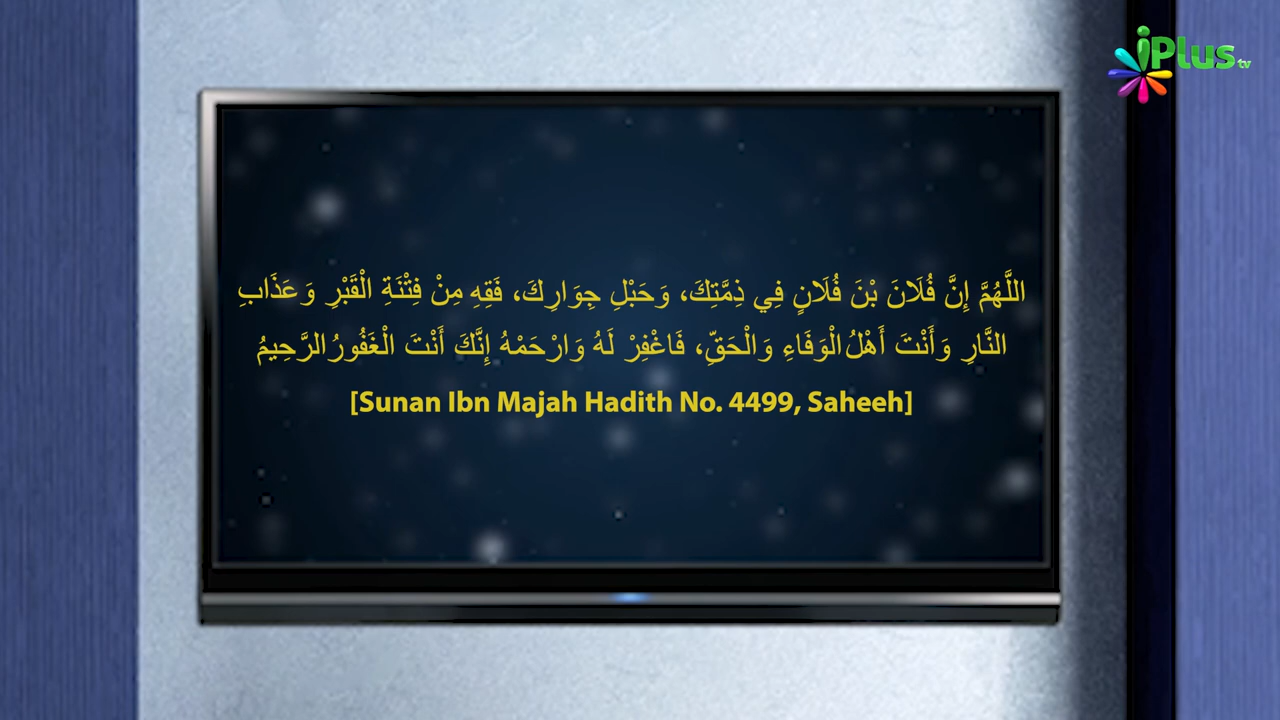 iPlus tv
اللَّهُمَّ إِنَّ فُلَانَ بْنَ فُلَانٍ فِي ذِمَّتِكَ، وَحَبْلِ جِوَارِكَ، فَقِهِ مِنْ فِتْنَةِ الْقَبْرِ وَعَذَابِ
النَّارِ وَأَنْتَ أَهْلُ الْوَفَاءِ وَالْحَقِّ، فَاغْفِرْ لَهُ وَارْحَمْهُ إِنَّكَ أَنْتَ الْغَفُورُ الرَّحِيمُ
[Sunan Ibn Majah Hadith No. 4499, Saheeh]